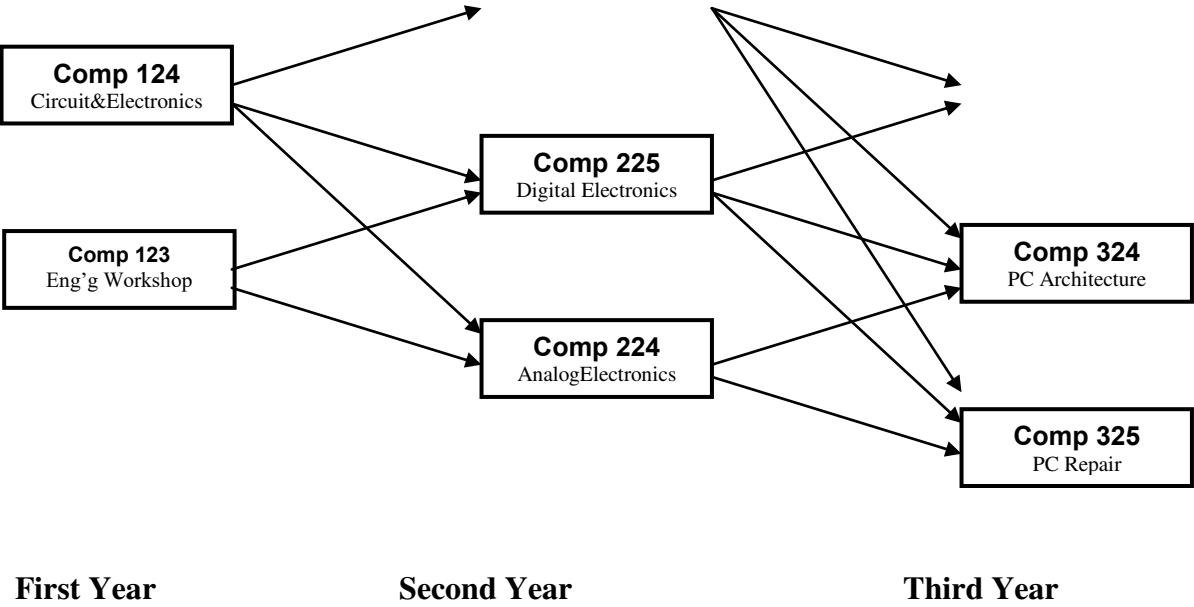 Comp 124
Circuit&Electronics
Comp 123
Eng’g Workshop
Comp 225
Digital Electronics
Comp 224
AnalogElectronics
Comp 324
PC Architecture
Comp 325
PC Repair
First Year
Second Year
Third Year